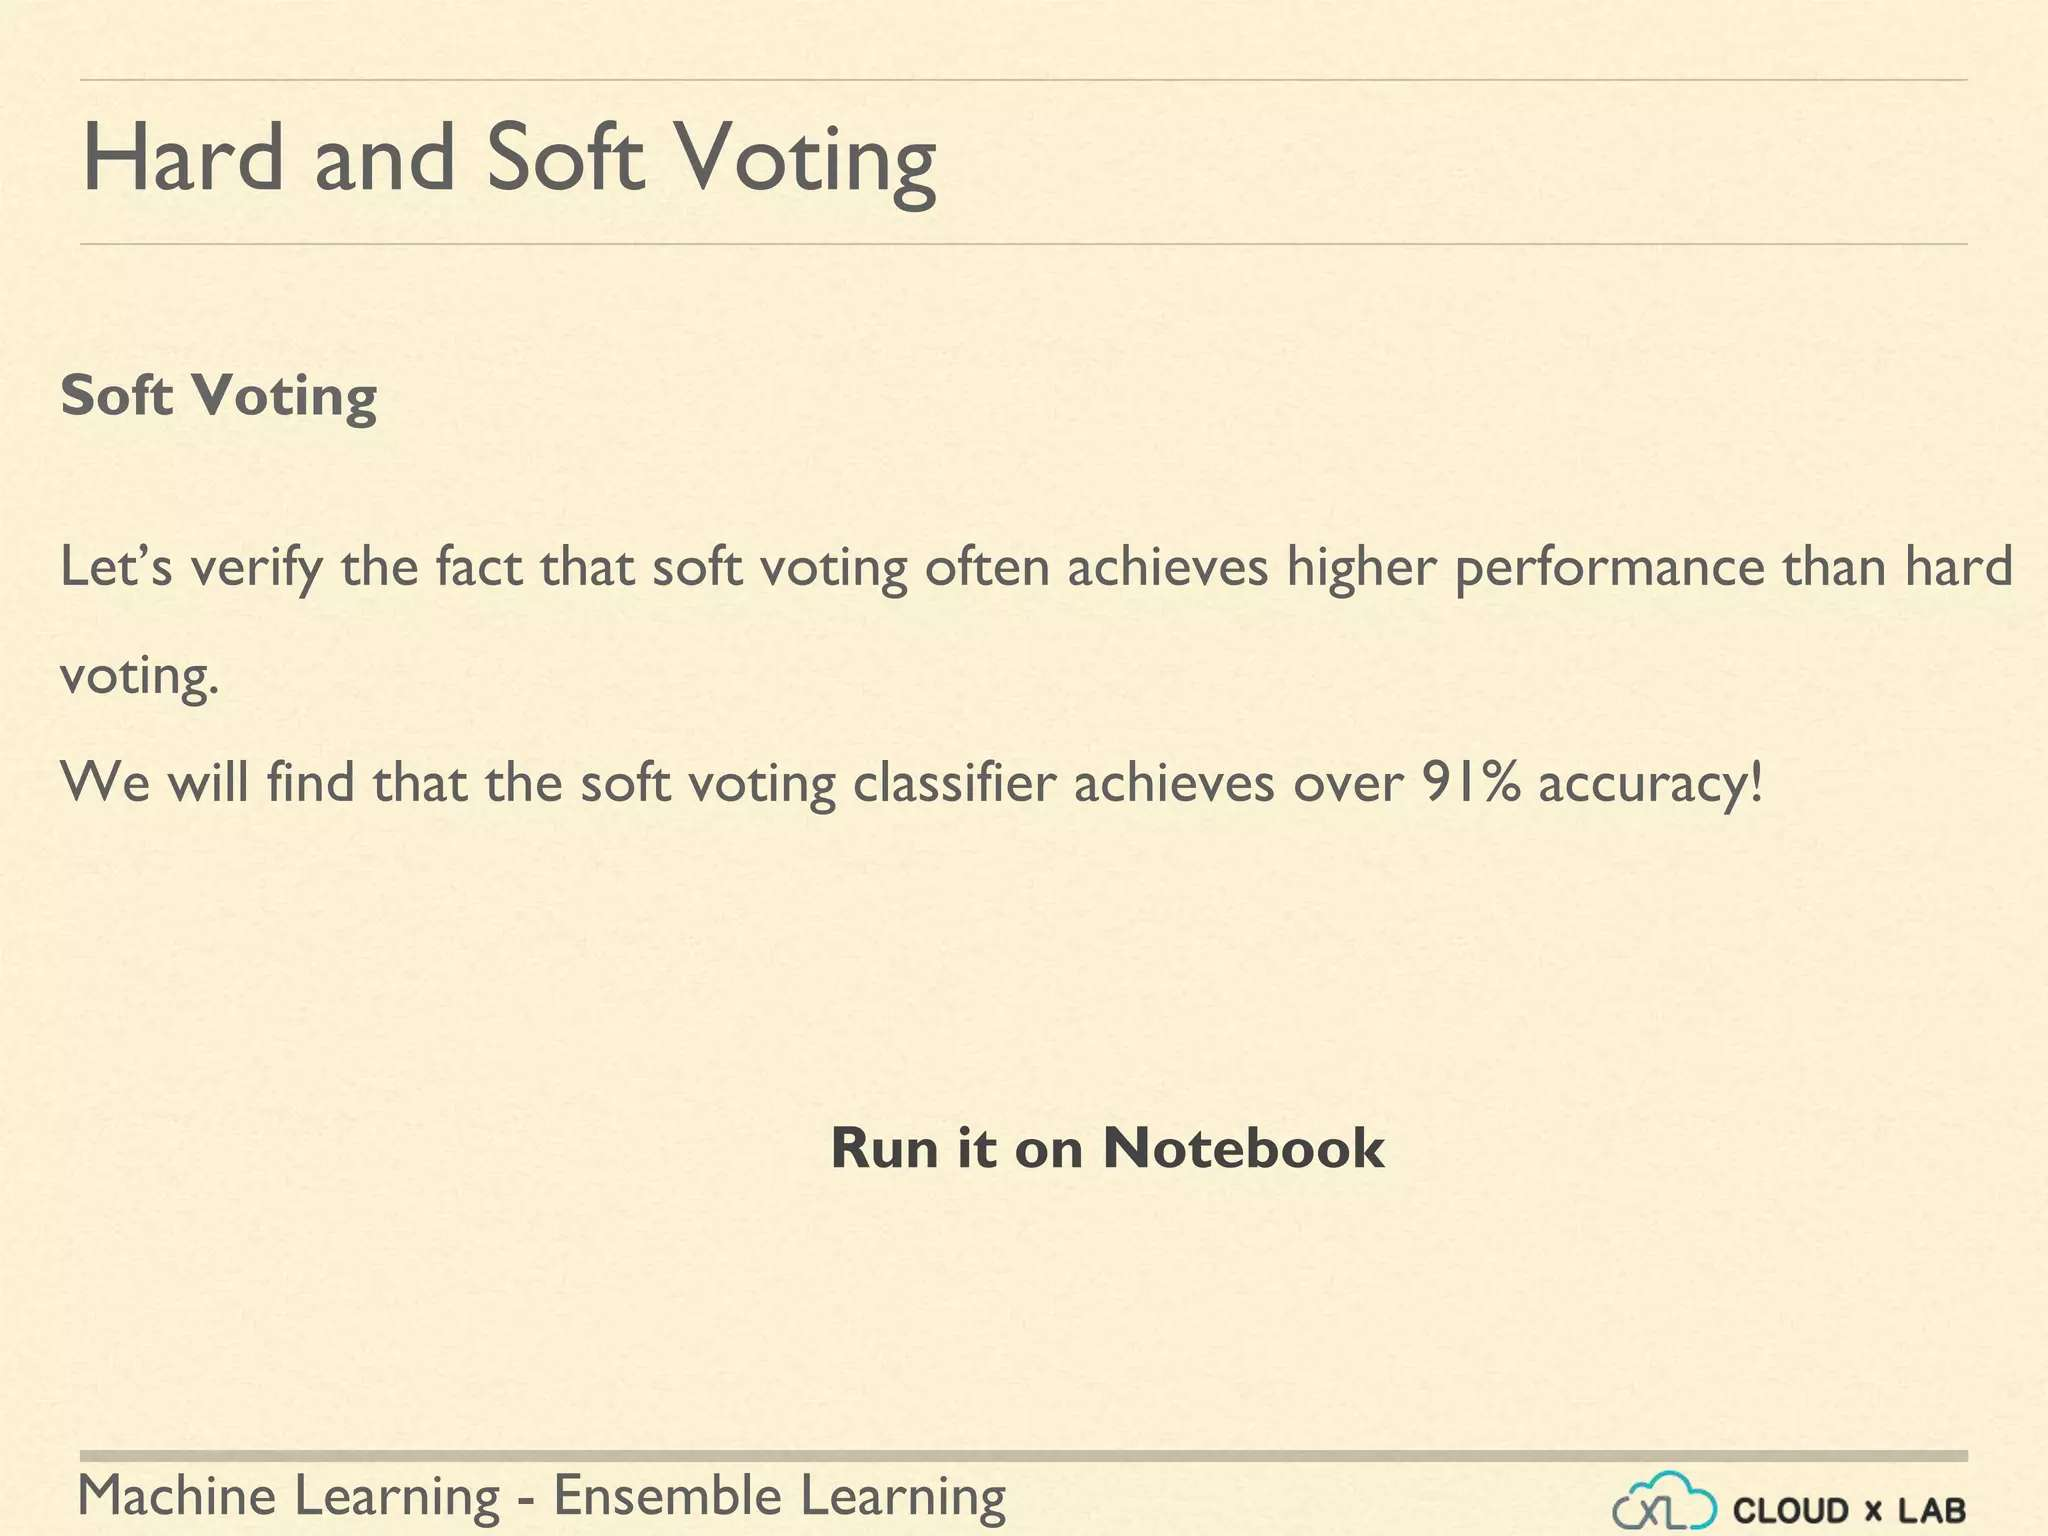 Hard and Soft Voting
Soft Voting
Let’s verify the fact that soft voting often achieves higher performance than hard
voting.
We will find that the soft voting classifier achieves over 91% accuracy!
Run it on Notebook
Machine Learning - Ensemble Learning
CXL CLOUD x LAB